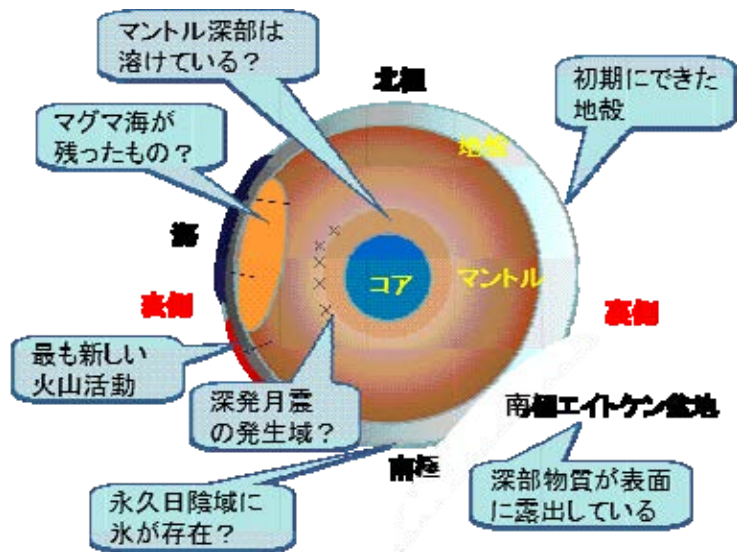 マントル深部は
溶けている？
北極
初期にできた
地殻
マグマ海が
残ったもの？
地殻
海
コア
マントル
裏側
最も新しい
火山活動
深発月震
の発生域？
南極エイトケン盆地
南極
永久日陰域に
氷が存在？
深部物質が表面
に露出している